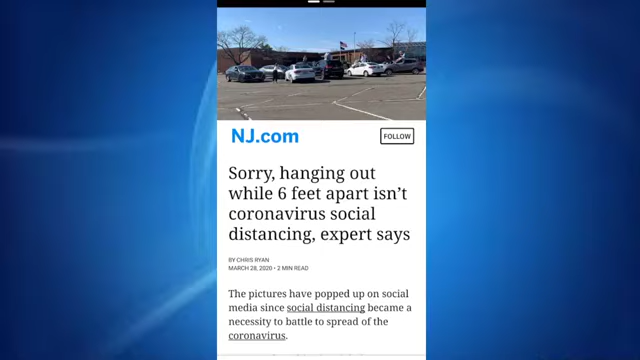 NJ.com
FOLLOW
Sorry, hanging out
while 6 feet apart isn’t
coronavirus social
distancing, expert says
BY CHRIS RYAN
MARCH 28, 2020 • 2 MIN READ
The pictures have popped up on social
media since social distancing became a
necessity to battle to spread of the
coronavirus.